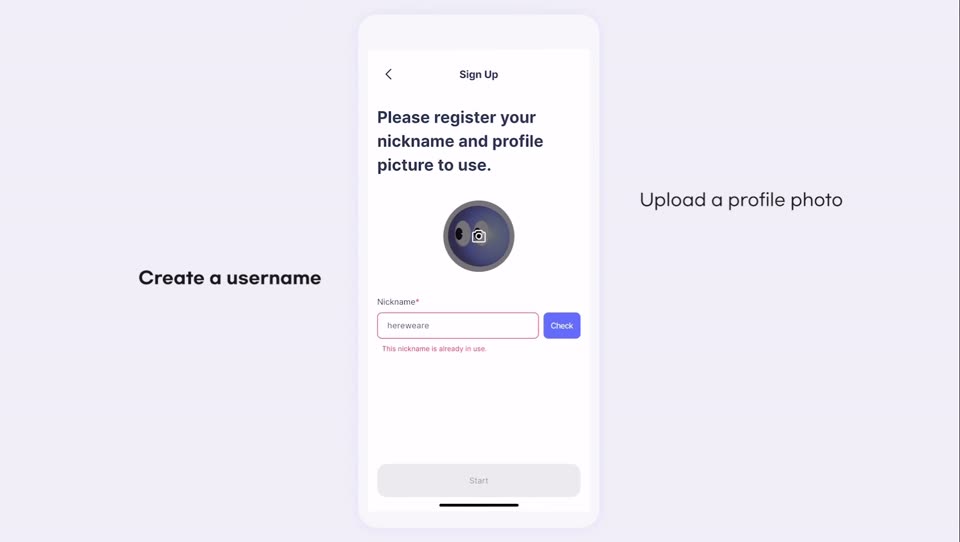 Sign Up
Please register your
nickname and profile
picture to use.
Upload a profile photo
Create a username
Nickname*
hereweare
Check
This nickname is already in use.
Start